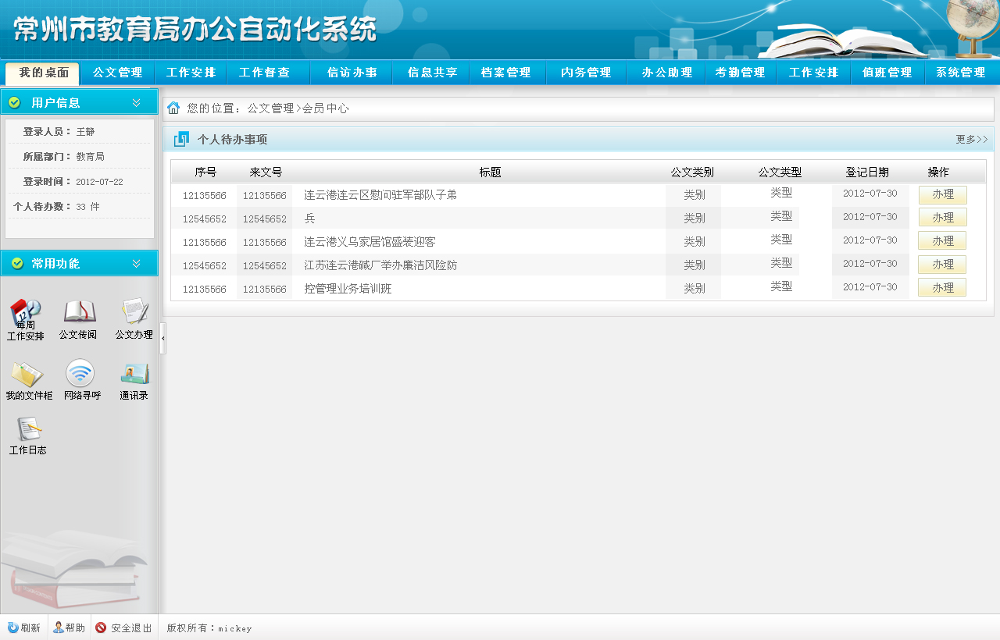 常州市教育局办公自动化系统
我的桌面 公文管理 工作安排 工作督查 信访办事 信息共享 档案管理 内务管理 办公助理 考勤管理 工作安排 值班管理 系统管理
用户信息
登录人员： 王静
所属部门： 教育局
登录时间： 2012-07-22
个人待办数： 33 件
常用功能
每周
工作安排 公文传阅 公文办理
我的文件柜 网络寻呼 通讯录
工作日志
您的位置：公文管理>会员中心
个人待办事项 更多>>
序号 来文号 标题 公文类别 公文类型 登记日期 操作
12135566 12135566 连云港连云区慰问驻军部队子弟 类别 类型 2012-07-30 办理
12545652 12545652 兵 类别 类型 2012-07-30 办理
12135566 12135566 连云港义乌家居馆盛装迎客 类别 类型 2012-07-30 办理
12545652 12545652 江苏连云港碱厂举办廉洁风险防 类别 类型 2012-07-30 办理
12135566 12135566 控管理业务培训班 类别 类型 2012-07-30 办理
刷新 帮助 安全退出 版权所有：mickey